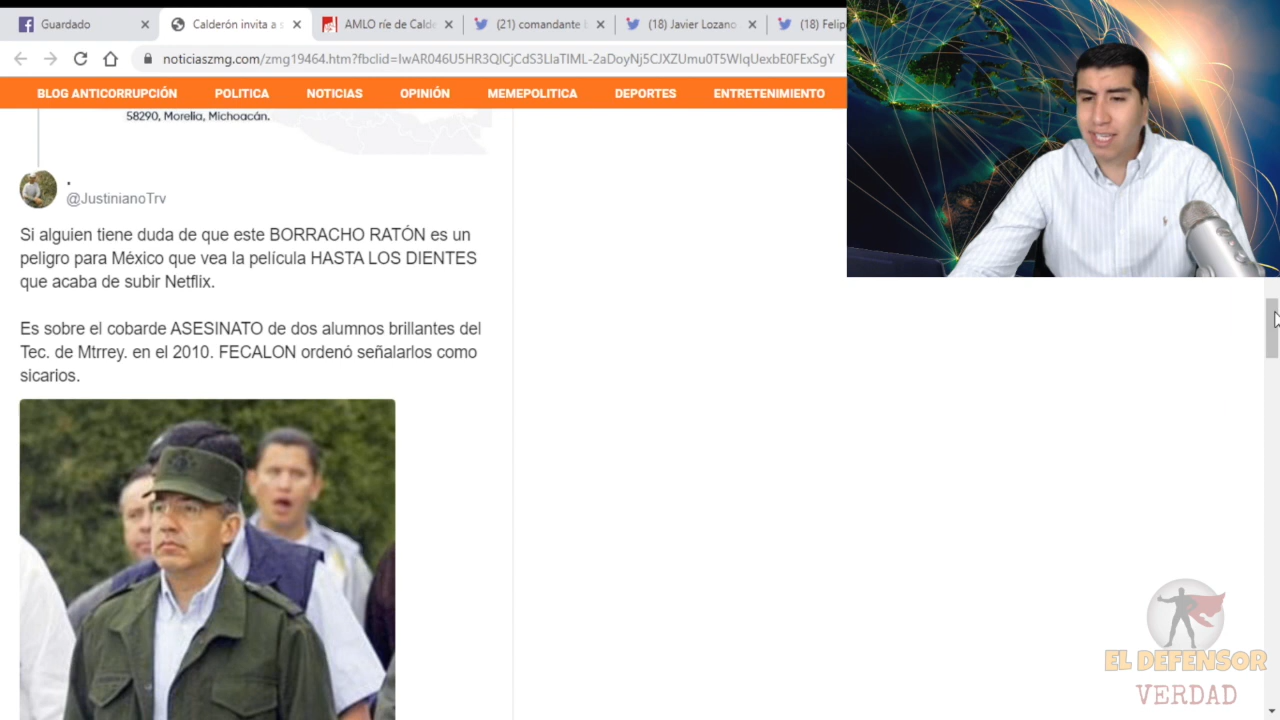 Guardado
Calderón invita a s
AMLO ríe de Calde
(21) comandante b
(18) Javier Lozano
(18) Felip
noticiaszmg.com/zmg19464.htm?fbclid=IwAR046U5HR3QICjCdS3LIaTIML-2aDoyNj5CJXZUmu0T5WIqUexbE0FExSgY
BLOG ANTICORRUPCIÓN
POLITICA
NOTICIAS
OPINIÓN
MEMEPOLITICA
DEPORTES
ENTRETENIMIENTO
58290, Morelia, Michoacán.
.
@JustinianoTrv
Si alguien tiene duda de que este BORRACHO RATÓN es un
peligro para México que vea la película HASTA LOS DIENTES
que acaba de subir Netflix.
Es sobre el cobarde ASESINATO de dos alumnos brillantes del
Tec. de Mtrrey. en el 2010. FECALON ordenó señalarlos como
sicarios.
EL DEFENSOR
VERDAD